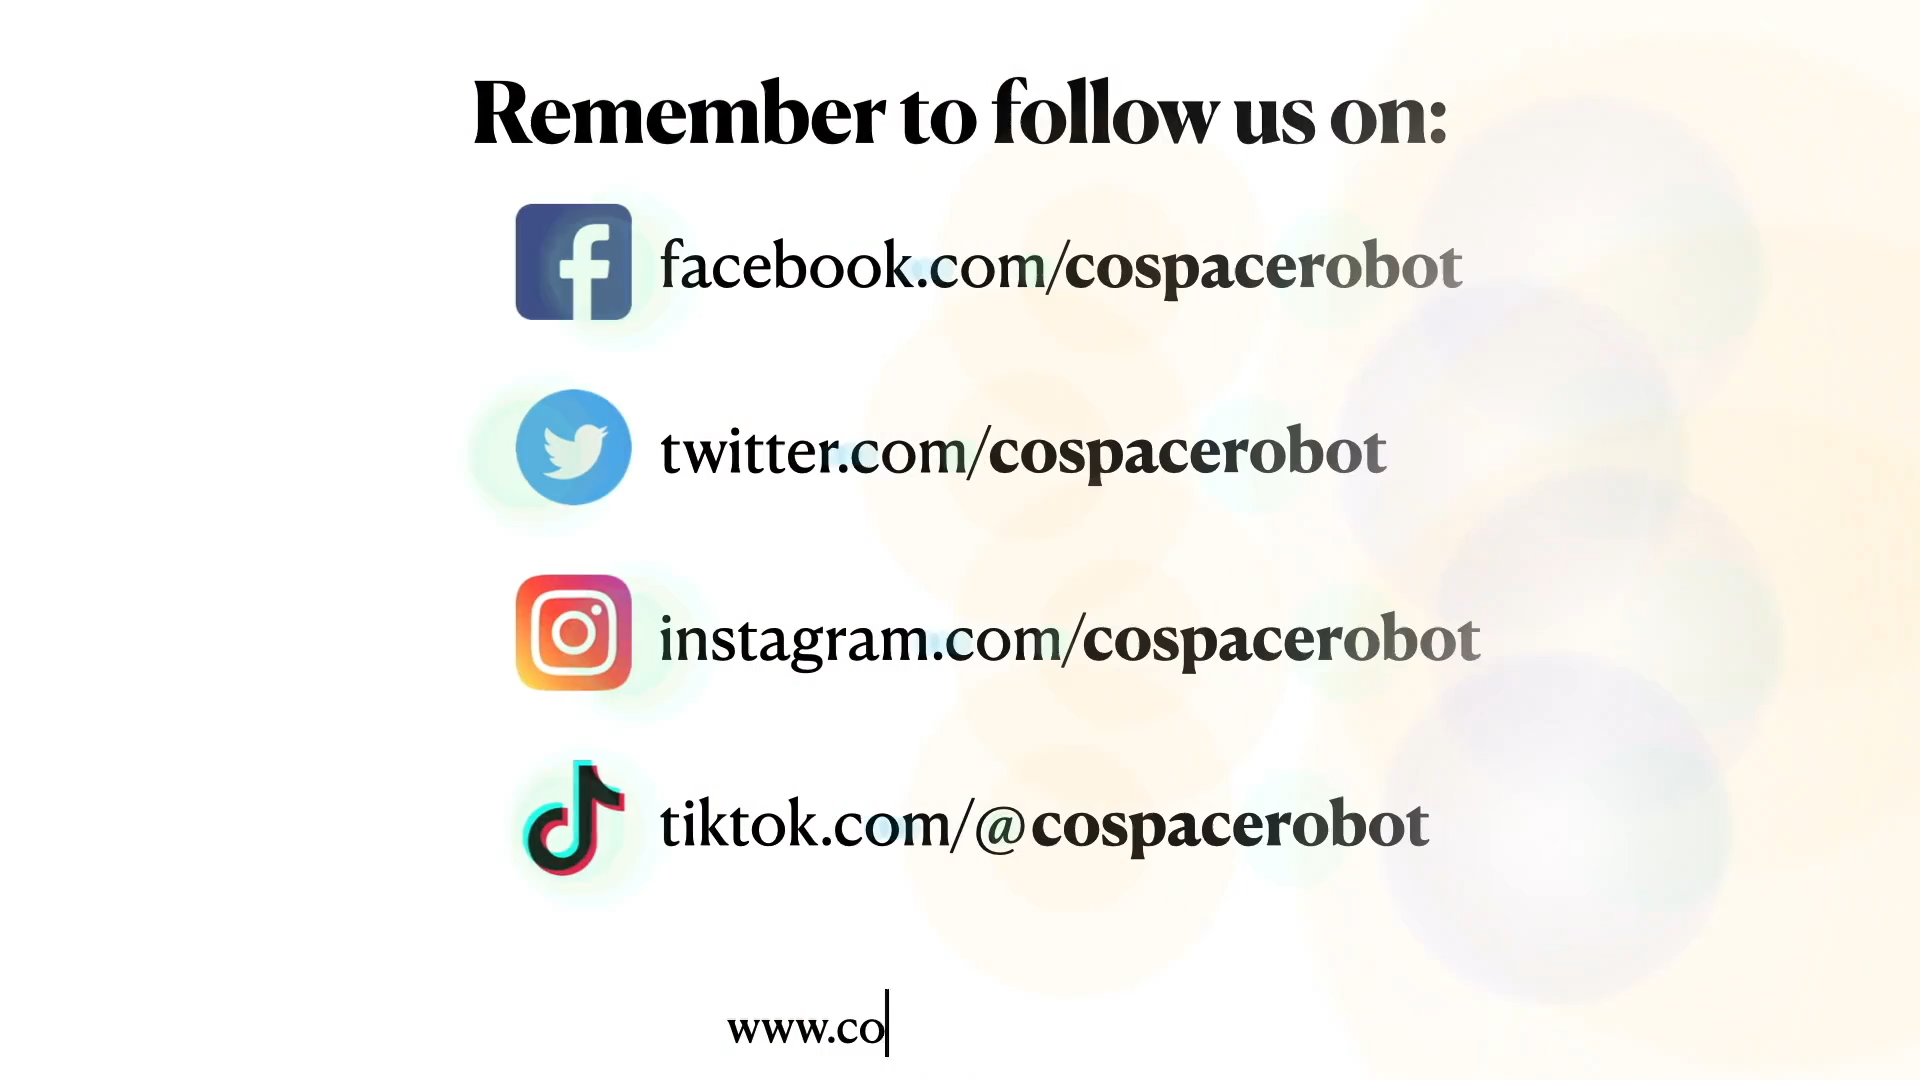 Remember to follow us on:
facebook.com/cospacerobot
twitter.com/cospacerobot
instagram.com/cospacerobot
tiktok.com/@cospacerobot
www.co